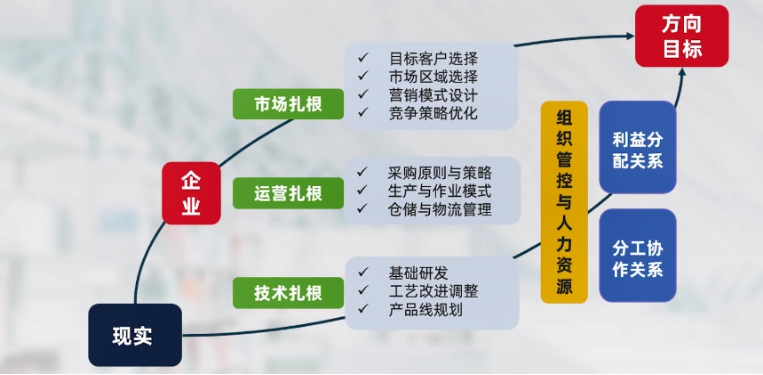 方向
目标
目标客户选择
市场区域选择
营销模式设计
竞争策略优化
市场扎根
企
业
采购原则与策略
生产与作业模式
仓储与物流管理
运营扎根
基础研发
工艺改进调整
产品线规划
技术扎根
现实
组
织
管
控
与
人
力
资
源
利益分
配关系
分工协
作关系